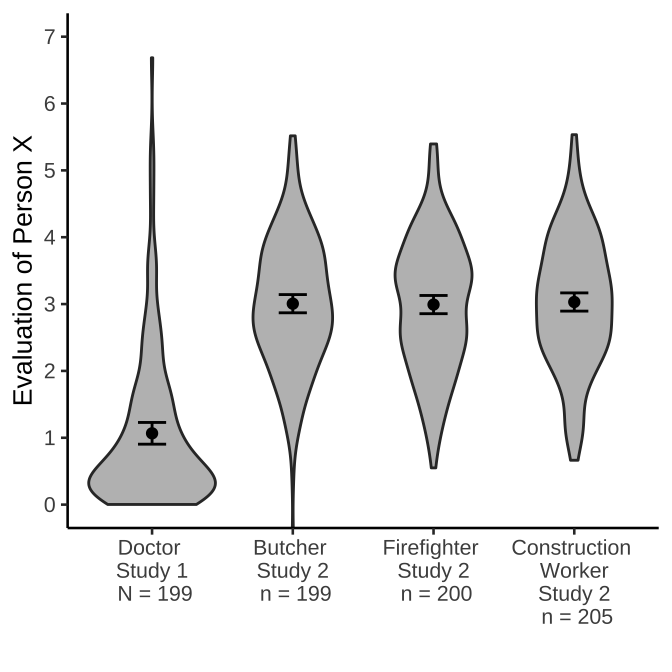 Evaluation of Person X
7
6
5
4
3
2
1
0
Doctor
Study 1
N = 199
Butcher
Study 2
n = 199
Firefighter
Study 2
n = 200
Construction
Worker
Study 2
n = 205